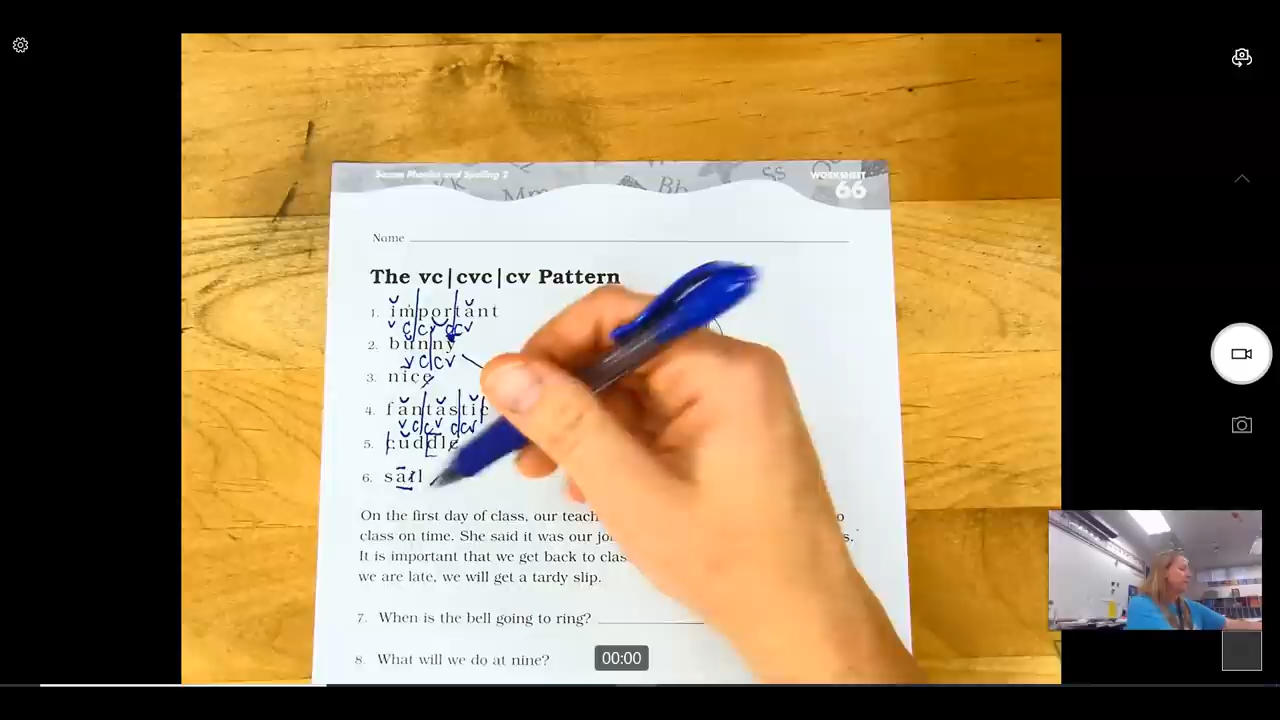 Saxon Phonics and Spelling 2
WORKSHEET
66
Name
The vc|cvc|cv Pattern
1. important
v c c v c c v
2. bunny
v c c v
3. nice
4. fantastic
v c c v c c v
5. cuddle
6. sail
On the first day of class, our
class on time. She said it was our
It is important that we get back to
we are late, we will get a tardy slip.
7. When is the bell going to ring?
8. What will we do at nine?
00:00